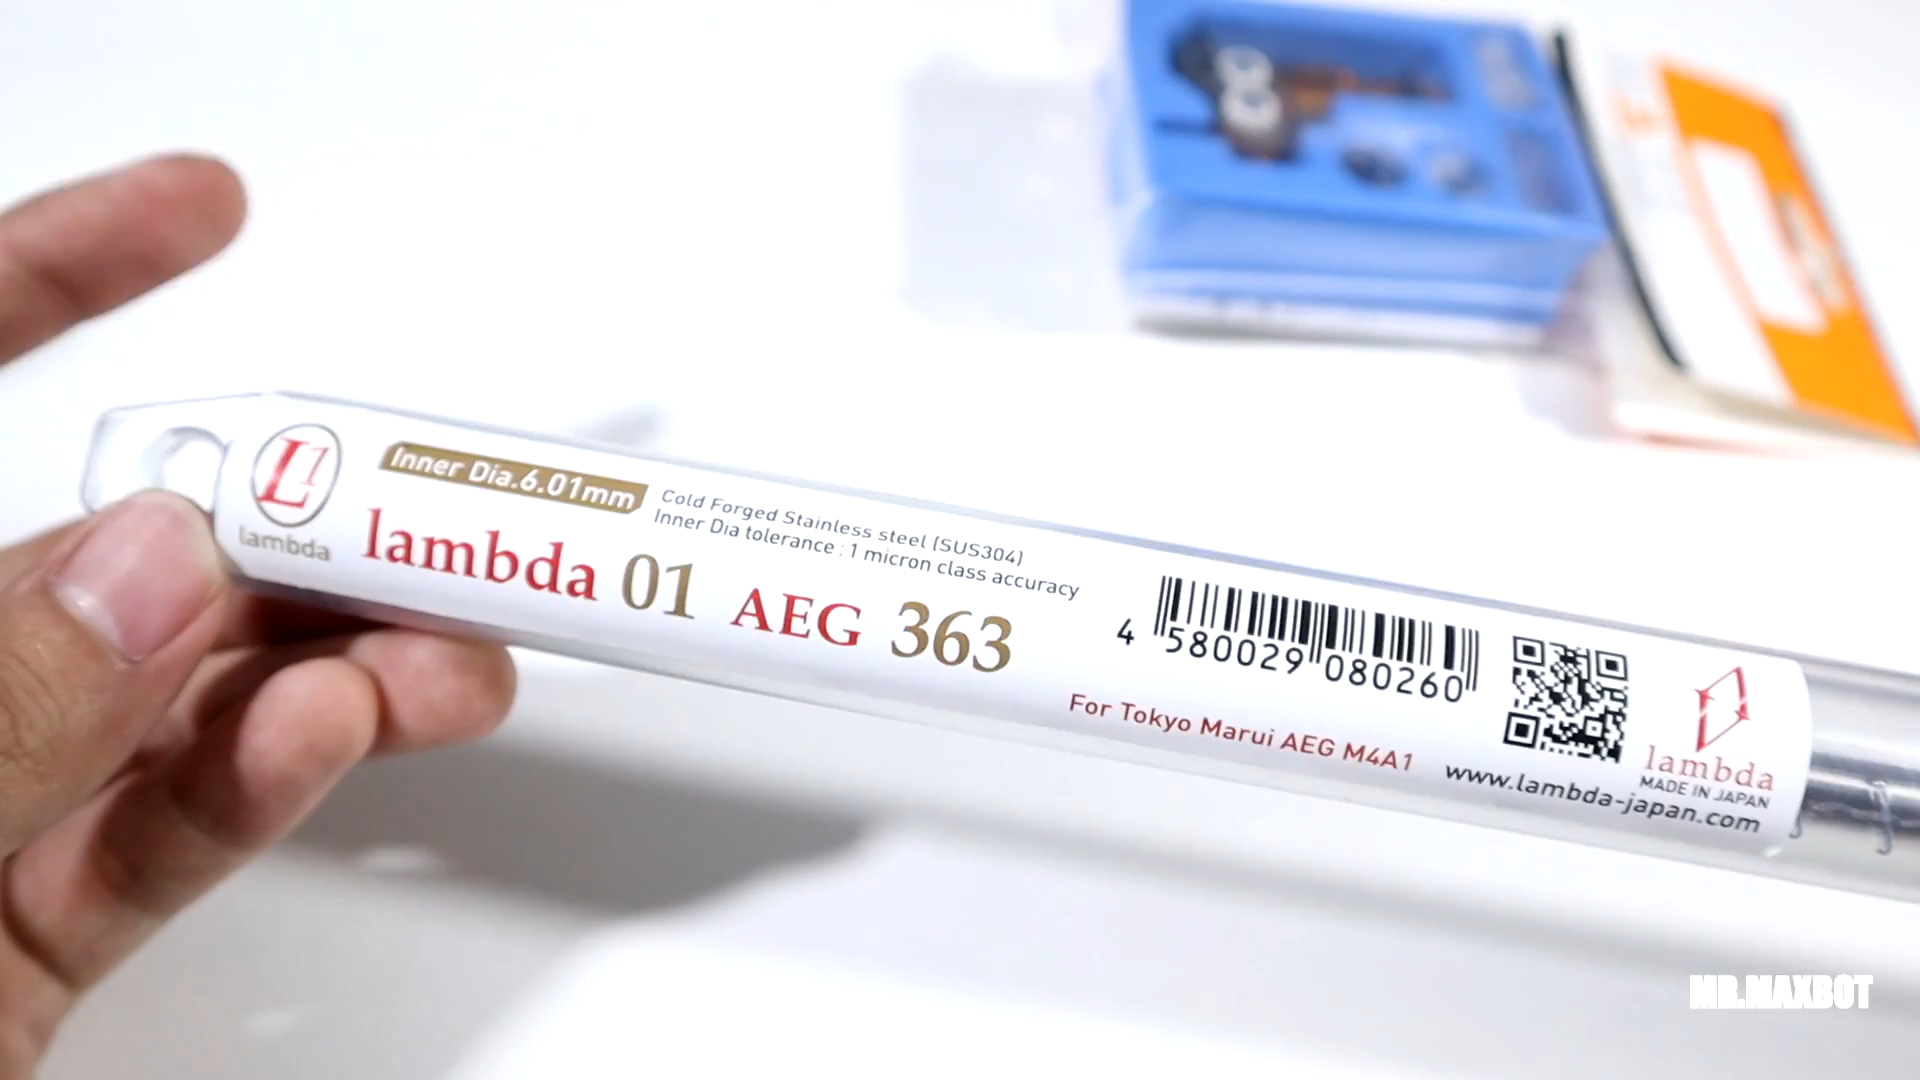 L1
lambda
Inner Dia.6.01mm
Cold Forged Stainless steel (SUS304)
Inner Dia tolerance : 1 micron class accuracy
lambda 01 AEG 363
4 580029 080260
For Tokyo Marui AEG M4A1
lambda
MADE IN JAPAN
www.lambda-japan.com
MR.MAXBOT